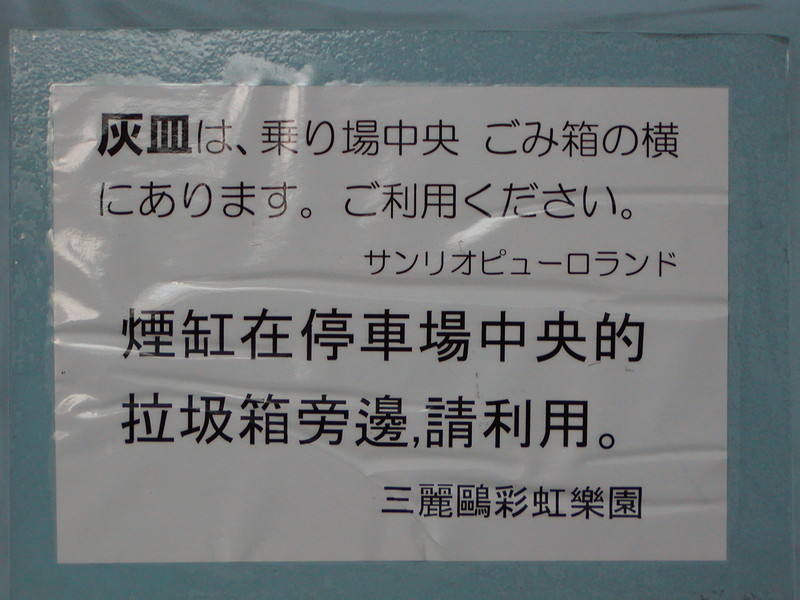 灰皿は、乗り場中央 ごみ箱の横
にあります。ご利用ください。
サンリオピューロランド
煙缸在停車場中央的
拉圾箱旁邊,請利用。
三麗鷗彩虹樂園